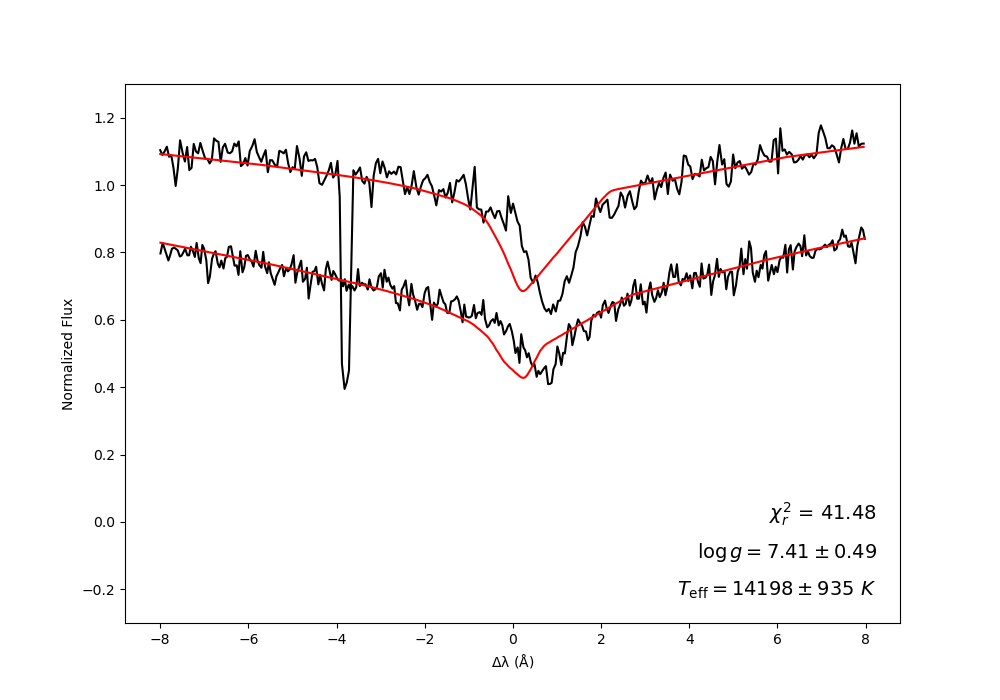 1.2
1.0
0.8
0.6
0.4
0.2
0.0
−0.2
Normalized Flux
χ²ᵣ = 41.48
log g = 7.41 ± 0.49
T_eff = 14198 ± 935 K
−8 −6 −4 −2 0 2 4 6 8
Δλ (Å)